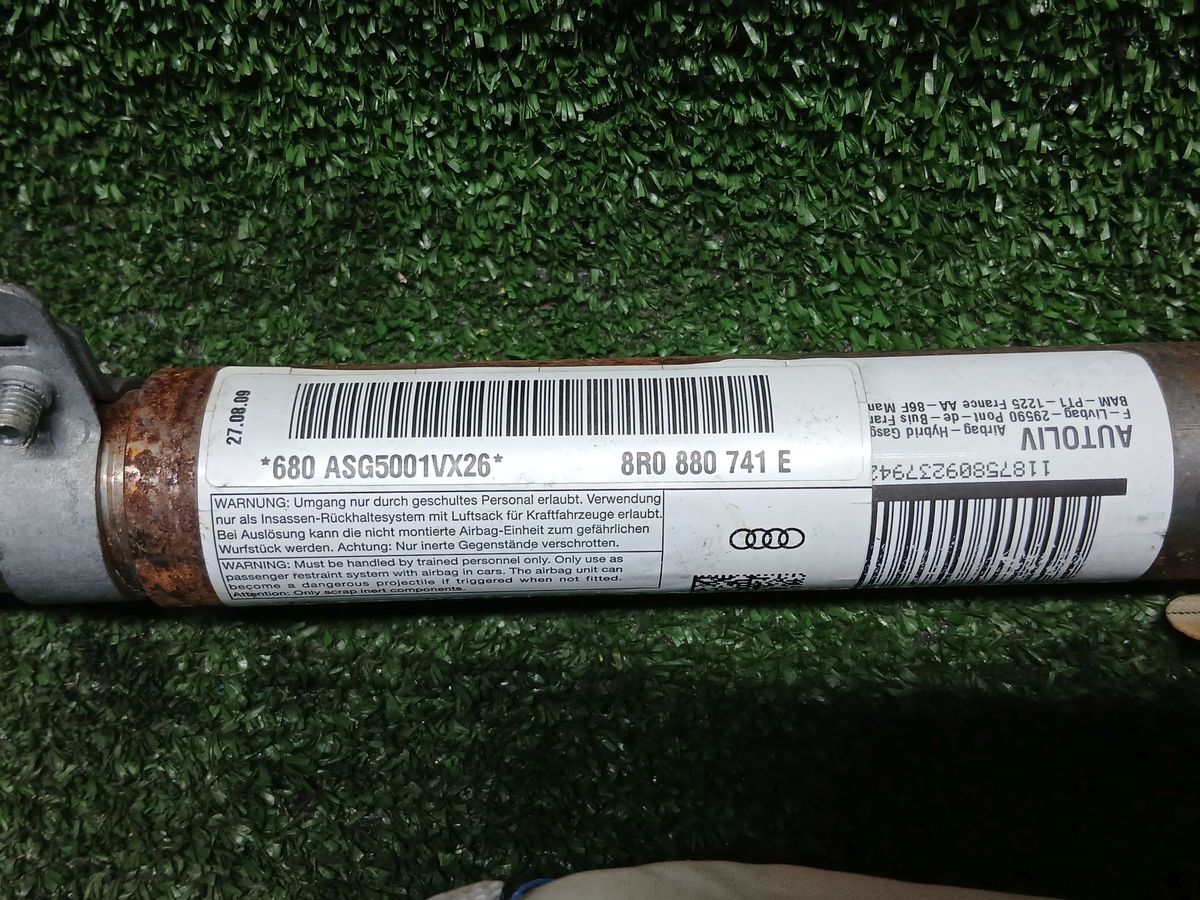 27.08.09
*680 ASG5001VX26*
8R0 880 741 E
WARNUNG: Umgang nur durch geschultes Personal erlaubt. Verwendung
nur als Insassen-Rückhaltesystem mit Luftsack für Kraftfahrzeuge erlaubt.
Bei Auslösung kann die nicht montierte Airbag-Einheit zum gefährlichen
Wurfstück werden. Achtung: Nur inerte Gegenstände verschrotten.
WARNING: Must be handled by trained personnel only. Only use as
passenger restraint system with airbag in cars. The airbag unit can
become a dangerous projectile if triggered when not fitted.
Attention: Only scrap inert components.
1187580923794
AUTOLIV
Airbag-Hybrid
F-Livbag-29590 Pont-de-Buis
BAM-PT1-1225 France AA-86F